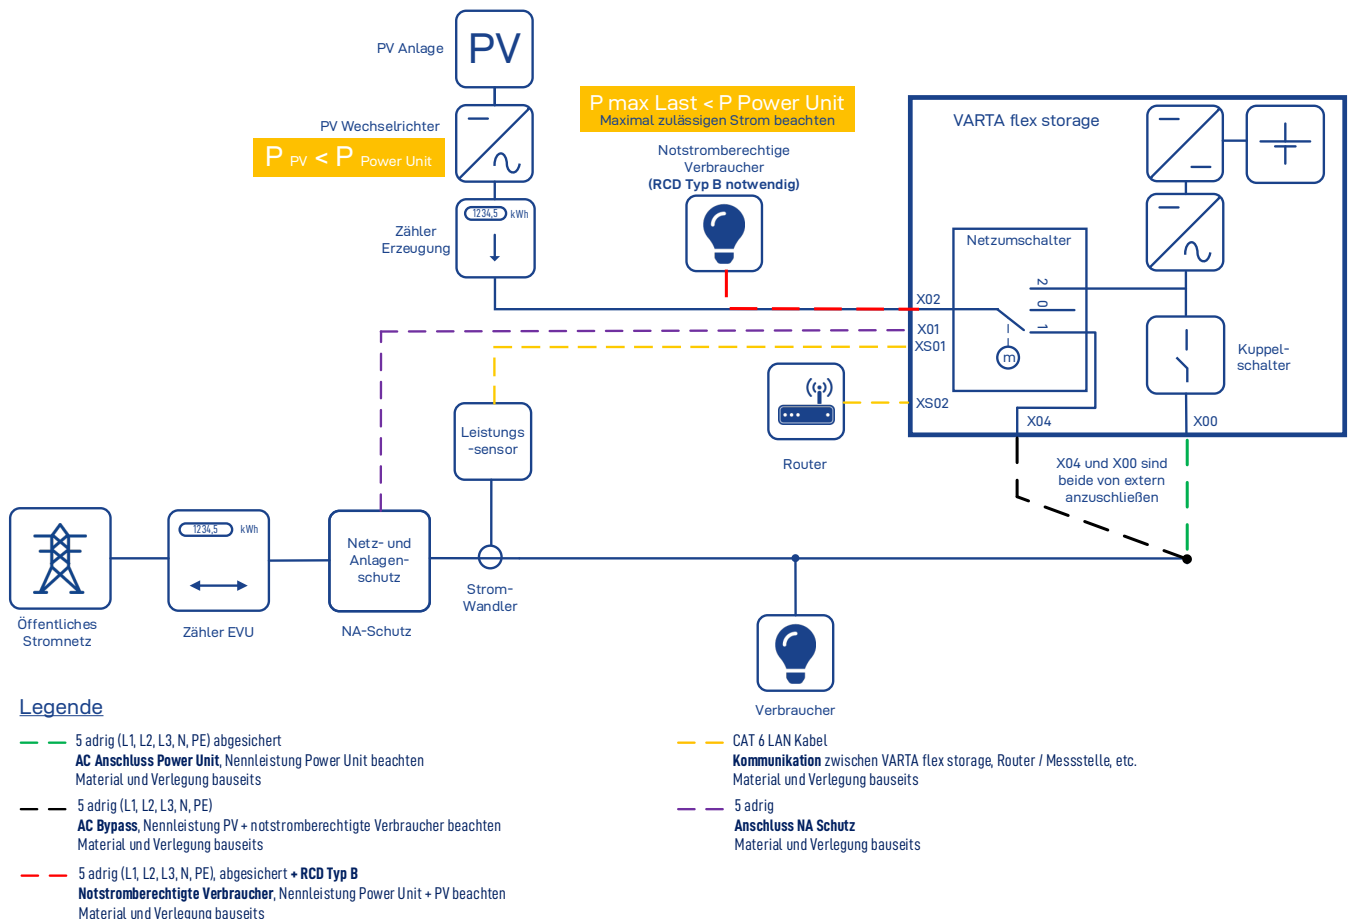 PV Anlage
PV
PV Wechselrichter
P PV < P Power Unit
Zähler
Erzeugung
1234,5 kWh
P max Last < P Power Unit
Maximal zulässigen Strom beachten
Notstromberechtige
Verbraucher
(RCD Typ B notwendig)
VARTA flex storage
Netzumschalter
2
0
1
m
Kuppel-
schalter
X02
X01
XS01
XS02
X04
X00
Router
X04 und X00 sind
beide von extern
anzuschließen
Leistungs
-sensor
Öffentliches
Stromnetz
1234,5 kWh
Zähler EVU
Netz- und
Anlagen-
schutz
NA-Schutz
Strom-
Wandler
Verbraucher
Legende
5 adrig (L1, L2, L3, N, PE) abgesichert
AC Anschluss Power Unit, Nennleistung Power Unit beachten
Material und Verlegung bauseits
5 adrig (L1, L2, L3, N, PE)
AC Bypass, Nennleistung PV + notstromberechtigte Verbraucher beachten
Material und Verlegung bauseits
5 adrig (L1, L2, L3, N, PE), abgesichert + RCD Typ B
Notstromberechtigte Verbraucher, Nennleistung Power Unit + PV beachten
Material und Verlegung bauseits
CAT 6 LAN Kabel
Kommunikation zwischen VARTA flex storage, Router / Messstelle, etc.
Material und Verlegung bauseits
5 adrig
Anschluss NA Schutz
Material und Verlegung bauseits